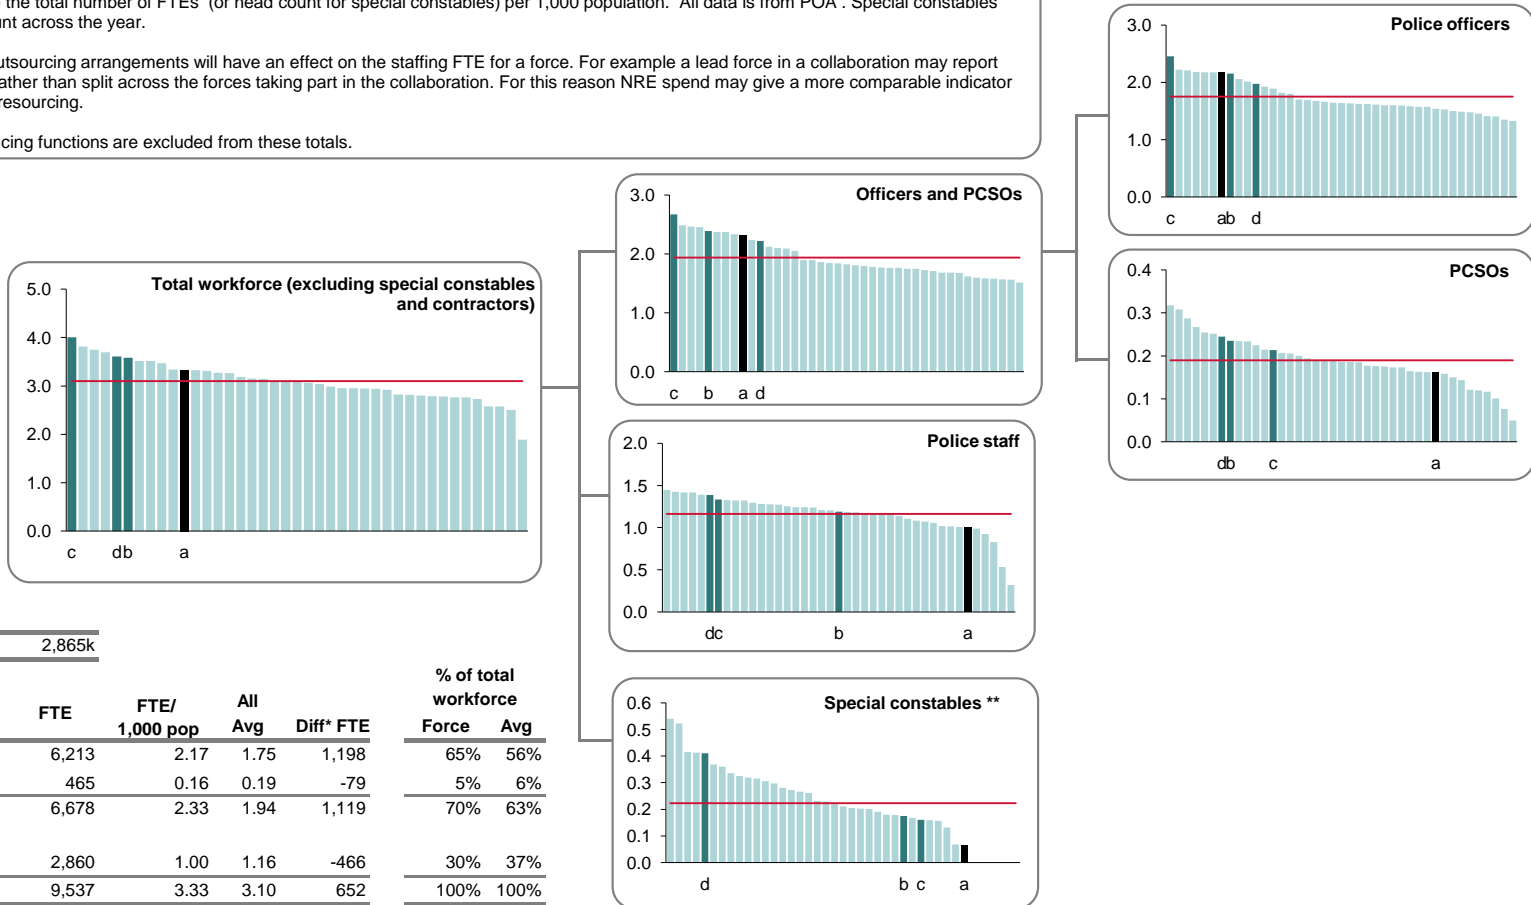 the total number of FTEs (or head count for special constables) per 1,000 population. All data is from POA . Special constables
nt across the year.
utsourcing arrangements will have an effect on the staffing FTE for a force. For example a lead force in a collaboration may report
ather than split across the forces taking part in the collaboration. For this reason NRE spend may give a more comparable indicator
resourcing.
cing functions are excluded from these totals.
Police officers
3.0
2.0
1.0
0.0
c ab d
Officers and PCSOs
3.0
2.0
1.0
0.0
c b a d
PCSOs
0.4
0.3
0.2
0.1
0.0
db c a
Total workforce (excluding special constables
and contractors)
5.0
4.0
3.0
2.0
1.0
0.0
c db a
Police staff
2.0
1.5
1.0
0.5
0.0
dc b a
Special constables **
0.6
0.5
0.4
0.3
0.2
0.1
0.0
d b c a
2,865k
% of total
FTE FTE/ All workforce
1,000 pop Avg Diff* FTE Force Avg
6,213 2.17 1.75 1,198 65% 56%
465 0.16 0.19 -79 5% 6%
6,678 2.33 1.94 1,119 70% 63%
2,860 1.00 1.16 -466 30% 37%
9,537 3.33 3.10 652 100% 100%